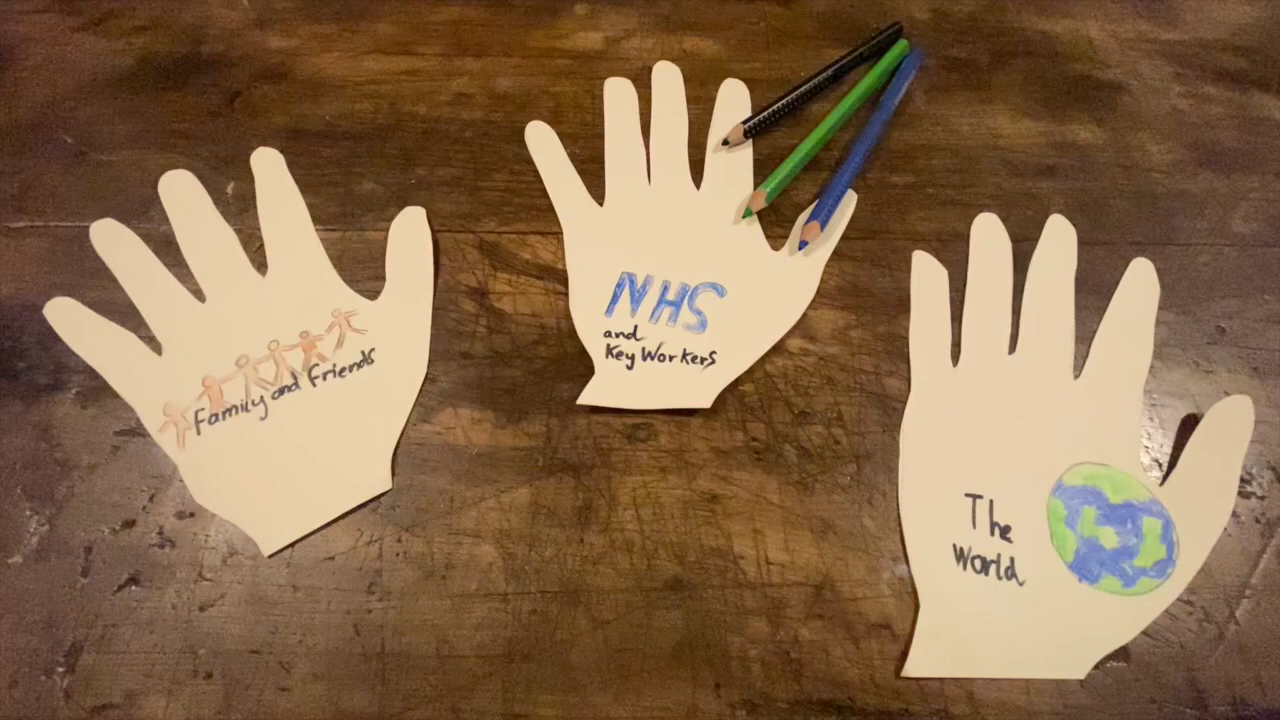 Family and Friends
NHS
and
Key Workers
The
World